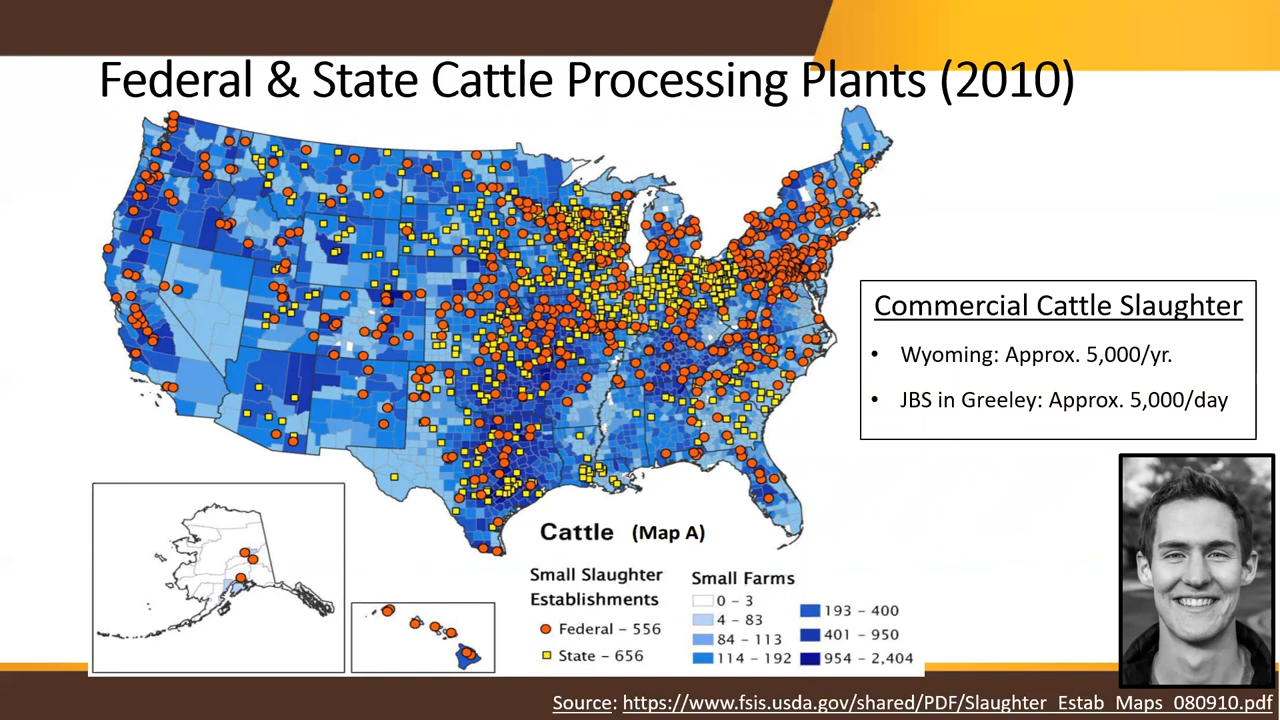 Federal & State Cattle Processing Plants (2010)
Commercial Cattle Slaughter
• Wyoming: Approx. 5,000/yr.
• JBS in Greeley: Approx. 5,000/day
Cattle (Map A)
Small Slaughter
Establishments
Federal – 556
State – 656
Small Farms
0 – 3
4 – 83
84 – 113
114 – 192
193 – 400
401 – 950
954 – 2,404
Source: https://www.fsis.usda.gov/shared/PDF/Slaughter_Estab_Maps_080910.pdf